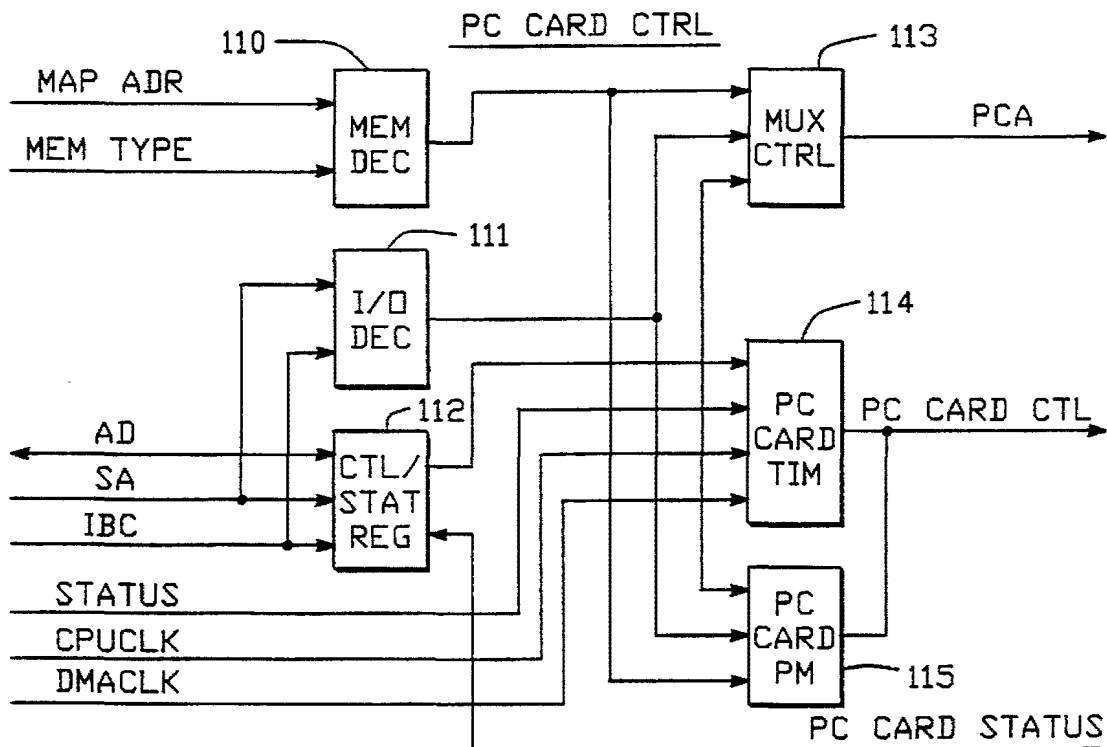 PC CARD CTRL
110
113
MAP ADR
MEM TYPE
MEM
DEC
MUX
CTRL
PCA
111
I/O
DEC
114
112
AD
SA
IBC
CTL/
STAT
REG
PC
CARD
TIM
PC CARD CTL
STATUS
CPUCLK
DMACLK
PC
CARD
PM
115
PC CARD STATUS